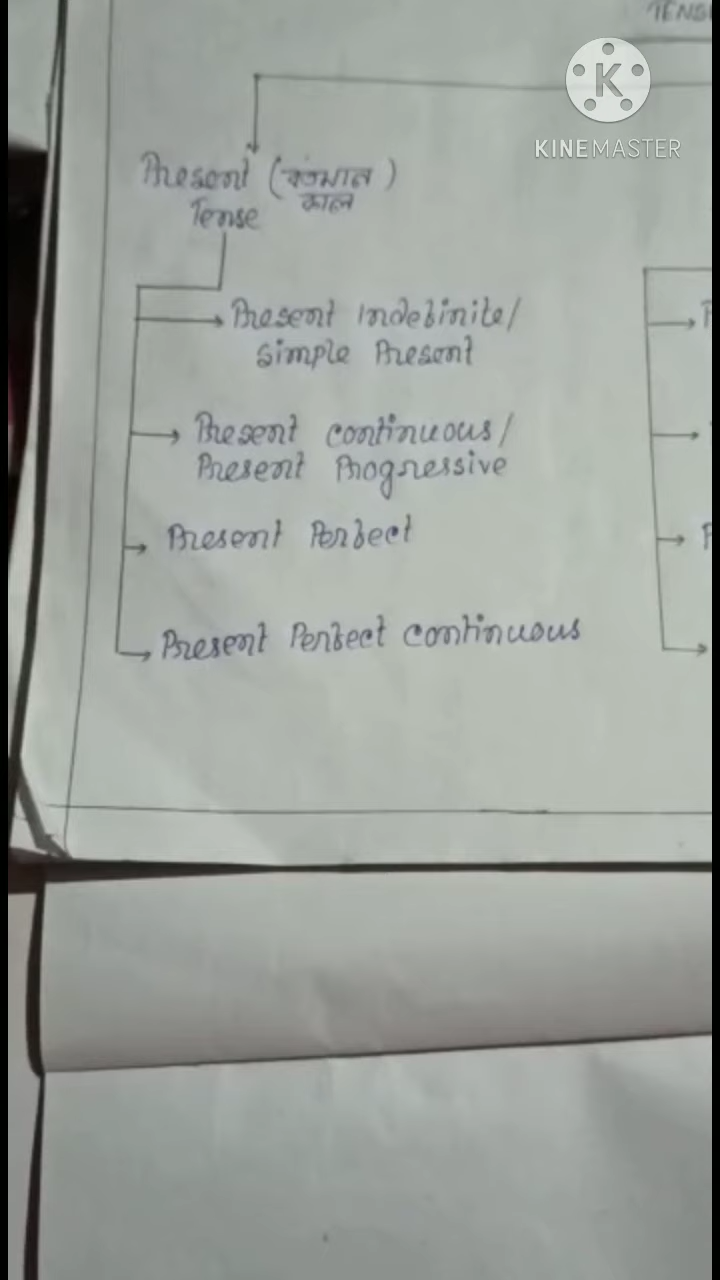 TENS
KINEMASTER
Present (বর্তমান)
Tense কাল
Present Indefinite/
Simple Present
Present continuous/
Present Progressive
Present Perfect
Present Perfect continuous